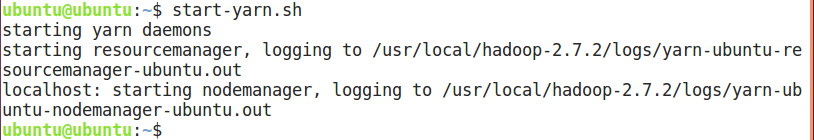 ubuntu@ubuntu:~$ start-yarn.sh
starting yarn daemons
starting resourcemanager, logging to /usr/local/hadoop-2.7.2/logs/yarn-ubuntu-re
sourcemanager-ubuntu.out
localhost: starting nodemanager, logging to /usr/local/hadoop-2.7.2/logs/yarn-ub
untu-nodemanager-ubuntu.out
ubuntu@ubuntu:~$